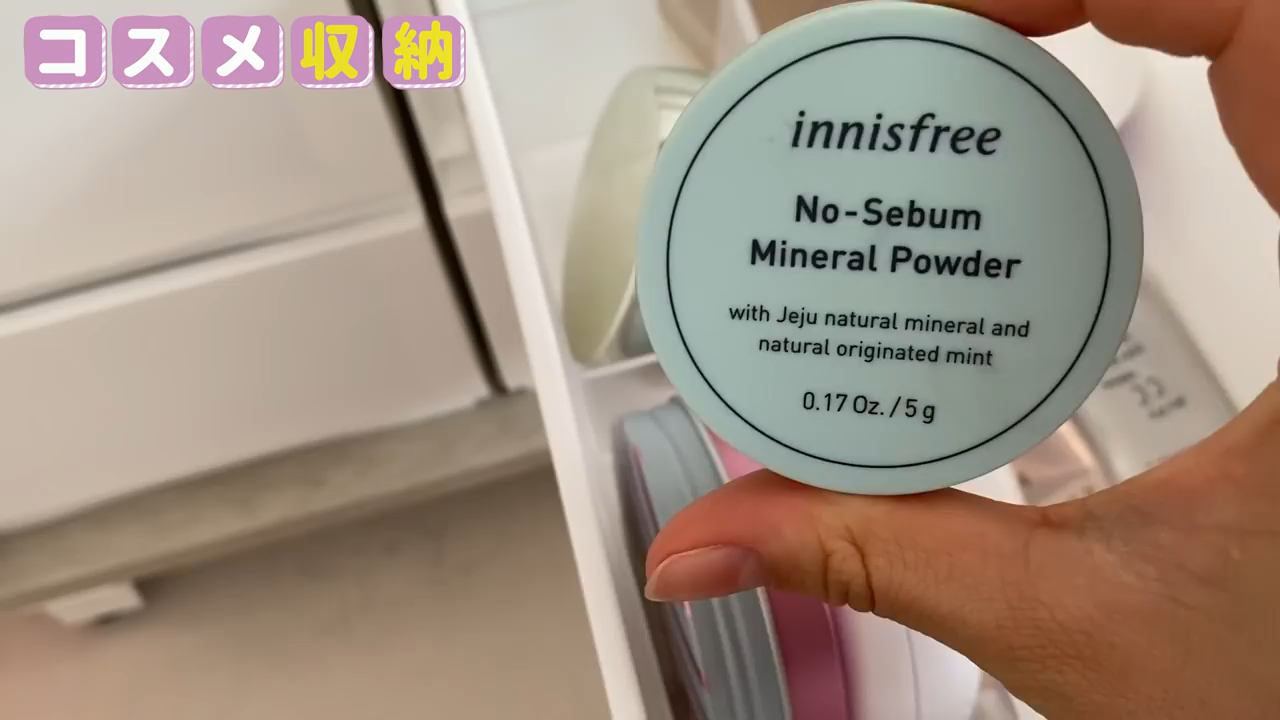 コスメ収納
innisfree
No-Sebum
Mineral Powder
with Jeju natural mineral and
natural originated mint
0.17 Oz. / 5 g